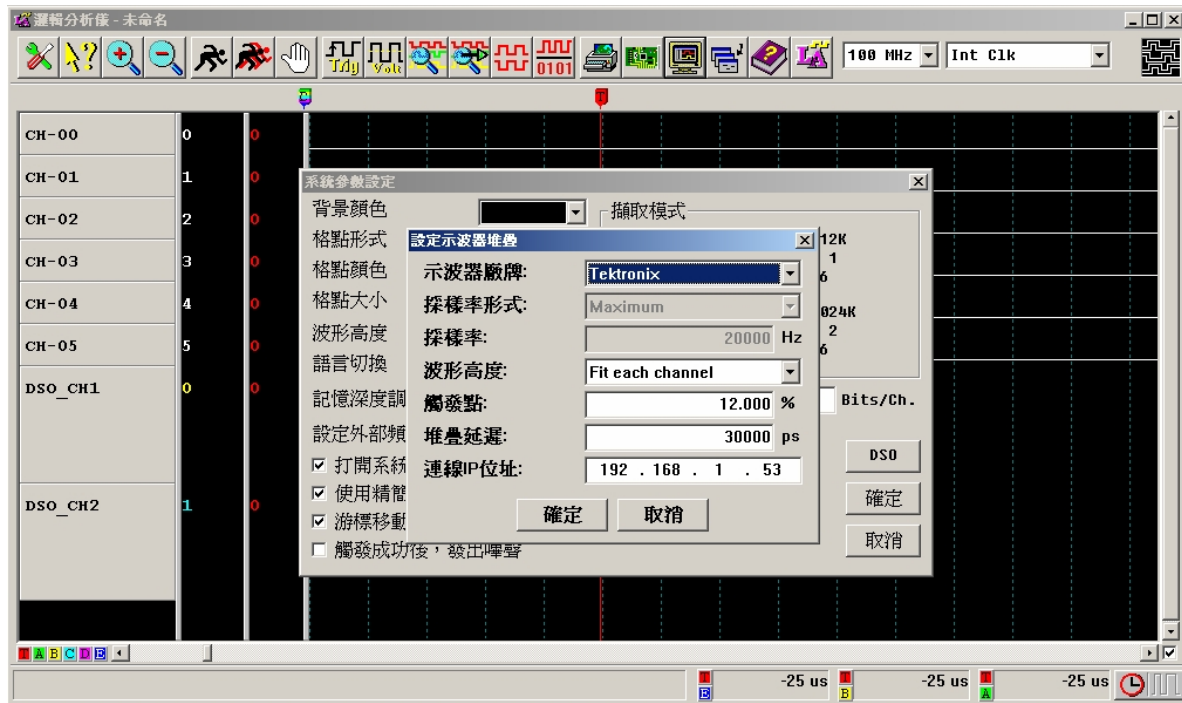 邏輯分析儀 - 未命名
Tdly
Volt
0101
100 MHz
Int Clk
T
CH-00 0 0
CH-01 1 0
CH-02 2 0
CH-03 3 0
CH-04 4 0
CH-05 5 0
DSO_CH1 0 0
DSO_CH2 1 0
系統參數設定
背景顏色
格點形式
格點顏色
格點大小
波形高度
語言切換
記憶深度調
設定外部頻
打開系統
使用精簡
游標移動
觸發成功後,發出嗶聲
擷取模式
12K
1
6
024K
2
6
Bits/Ch.
DSO
確定
取消
設定示波器堆疊
示波器廠牌: Tektronix
採樣率形式: Maximum
採樣率: 20000 Hz
波形高度: Fit each channel
觸發點: 12.000 %
堆疊延遲: 30000 ps
連線IP位址: 192 . 168 . 1 . 53
確定 取消
T A B C D E
T E -25 us T B -25 us T A -25 us